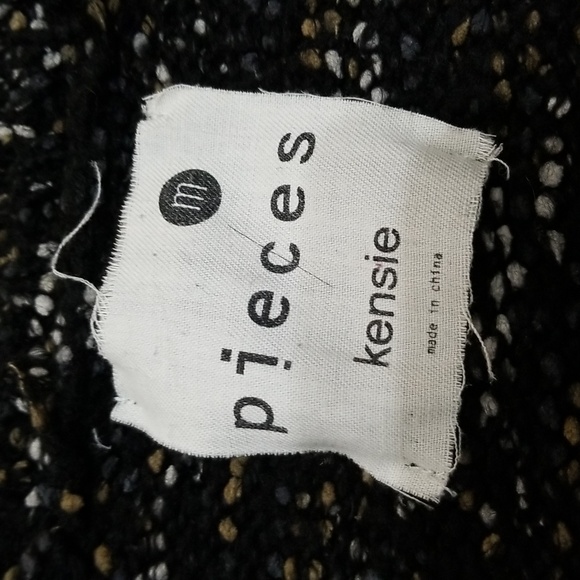 m
pieces
kensie
made in china